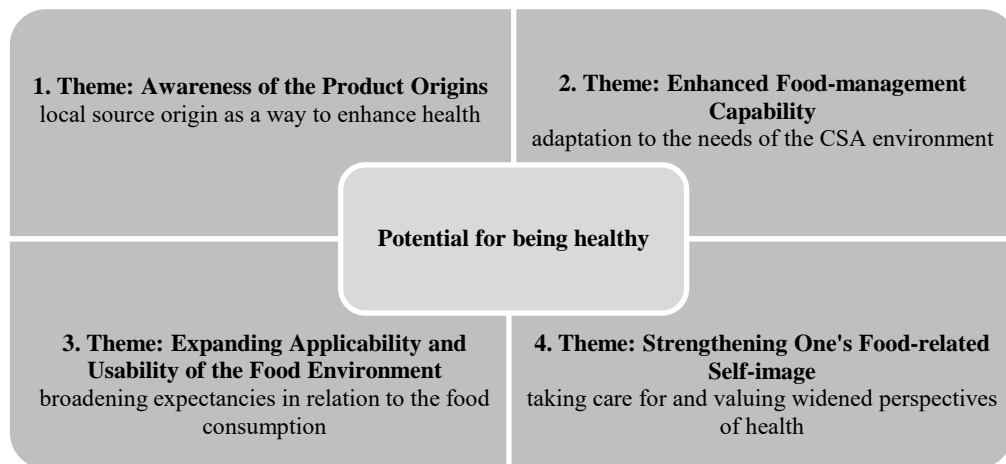 1. Theme: Awareness of the Product Origins
local source origin as a way to enhance health
2. Theme: Enhanced Food-management
Capability
adaptation to the needs of the CSA environment
Potential for being healthy
3. Theme: Expanding Applicability and
Usability of the Food Environment
broadening expectancies in relation to the food
consumption
4. Theme: Strengthening One's Food-related
Self-image
taking care for and valuing widened perspectives
of health